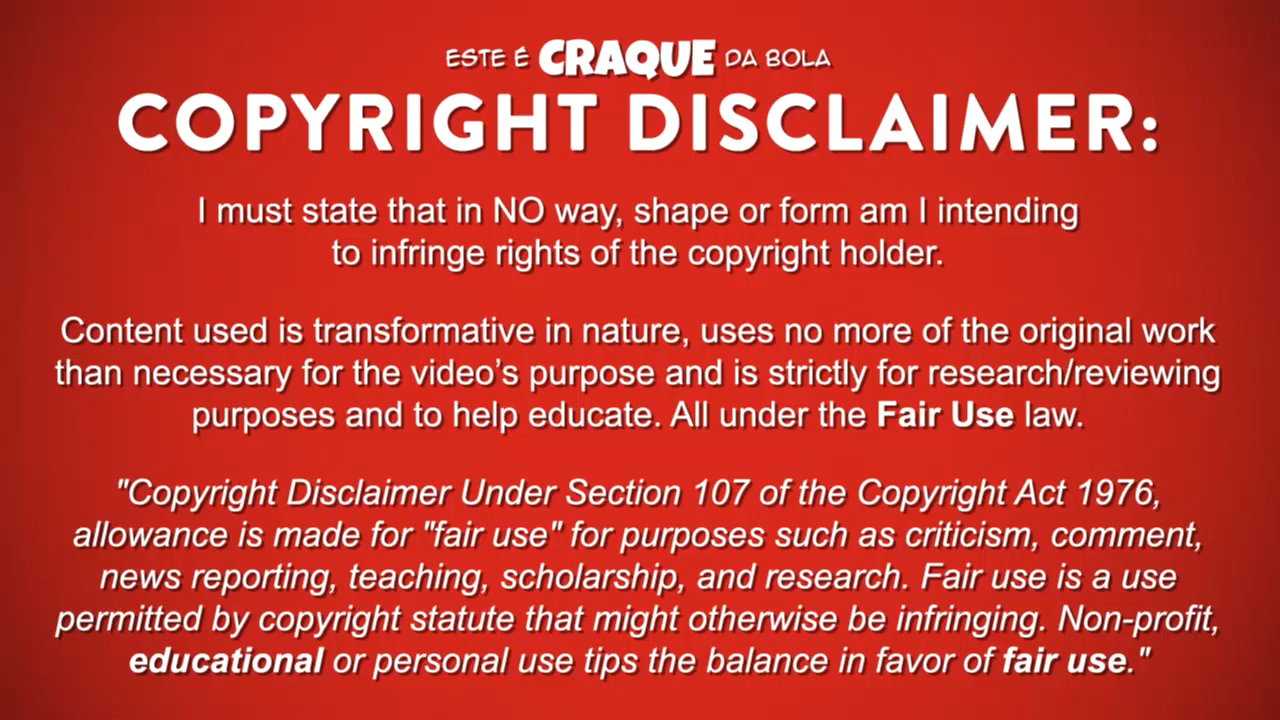 ESTE É CRAQUE DA BOLA
COPYRIGHT DISCLAIMER:
I must state that in NO way, shape or form am I intending
to infringe rights of the copyright holder.
Content used is transformative in nature, uses no more of the original work
than necessary for the video’s purpose and is strictly for research/reviewing
purposes and to help educate. All under the Fair Use law.
"Copyright Disclaimer Under Section 107 of the Copyright Act 1976,
allowance is made for "fair use" for purposes such as criticism, comment,
news reporting, teaching, scholarship, and research. Fair use is a use
permitted by copyright statute that might otherwise be infringing. Non-profit,
educational or personal use tips the balance in favor of fair use."